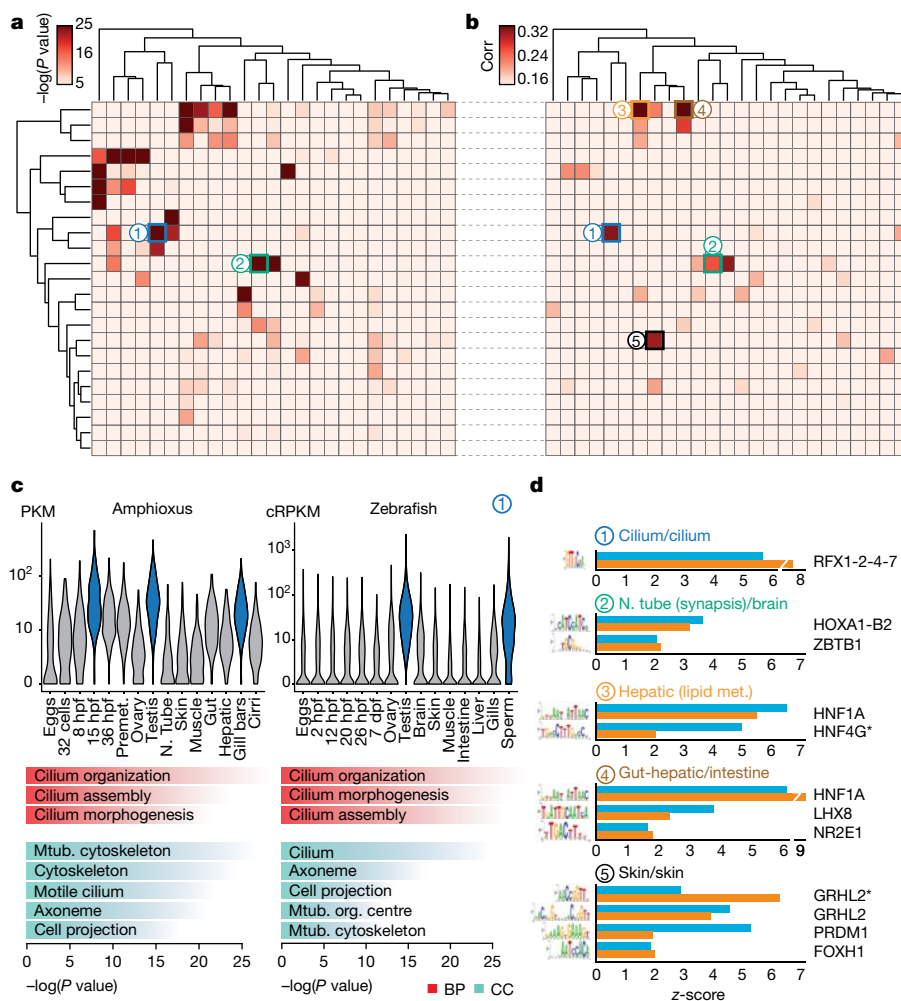 a
−log(P value)
25
16
5
b
Corr
0.32
0.24
0.16
3
4
1
2
1
2
5
c
PKM
Amphioxus
10²
10
0
Eggs
32 cells
8 hpf
15 hpf
36 hpf
Premet.
Ovary
Testis
N. Tube
Skin
Muscle
Gut
Hepatic
Gill bars
Cirri
cRPKM
Zebrafish
1
10³
10²
10
0
Eggs
2 hpf
12 hpf
20 hpf
26 hpf
7 dpf
Testis
Brain
Skin
Muscle
Intestine
Liver
Gills
Sperm
Cilium organization
Cilium assembly
Cilium morphogenesis
Mtub. cytoskeleton
Cytoskeleton
Motile cilium
Axoneme
Cell projection
0 5 10 15 20 25
−log(P value)
Cilium organization
Cilium morphogenesis
Cilium assembly
Cilium
Axoneme
Cell projection
Mtub. org. centre
Mtub. cytoskeleton
0 5 10 15 20 25
−log(P value)
BP CC
d
1 Cilium/cilium
RFX1-2-4-7
0 1 2 3 4 5 6 8
2 N. tube (synapsis)/brain
HOXA1-B2
ZBTB1
0 1 2 3 4 5 6 7
3 Hepatic (lipid met.)
HNF1A
HNF4G*
0 1 2 3 4 5 6 7
4 Gut-hepatic/intestine
HNF1A
LHX8
NR2E1
0 1 2 3 4 5 6 9
5 Skin/skin
GRHL2*
GRHL2
PRDM1
FOXH1
0 1 2 3 4 5 6 7
z-score